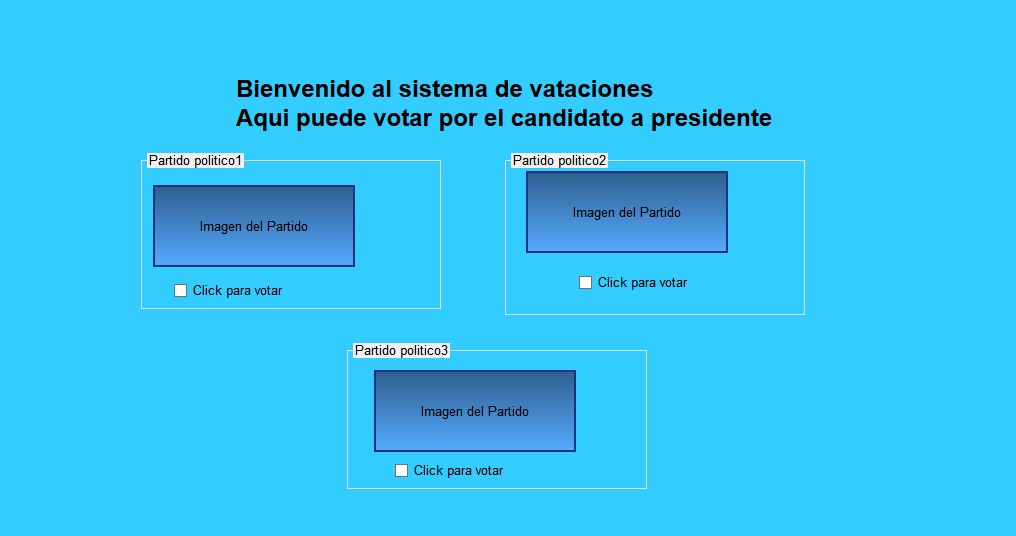 Bienvenido al sistema de vataciones
Aqui puede votar por el candidato a presidente
Partido politico1
Imagen del Partido
Click para votar
Partido politico2
Imagen del Partido
Click para votar
Partido politico3
Imagen del Partido
Click para votar